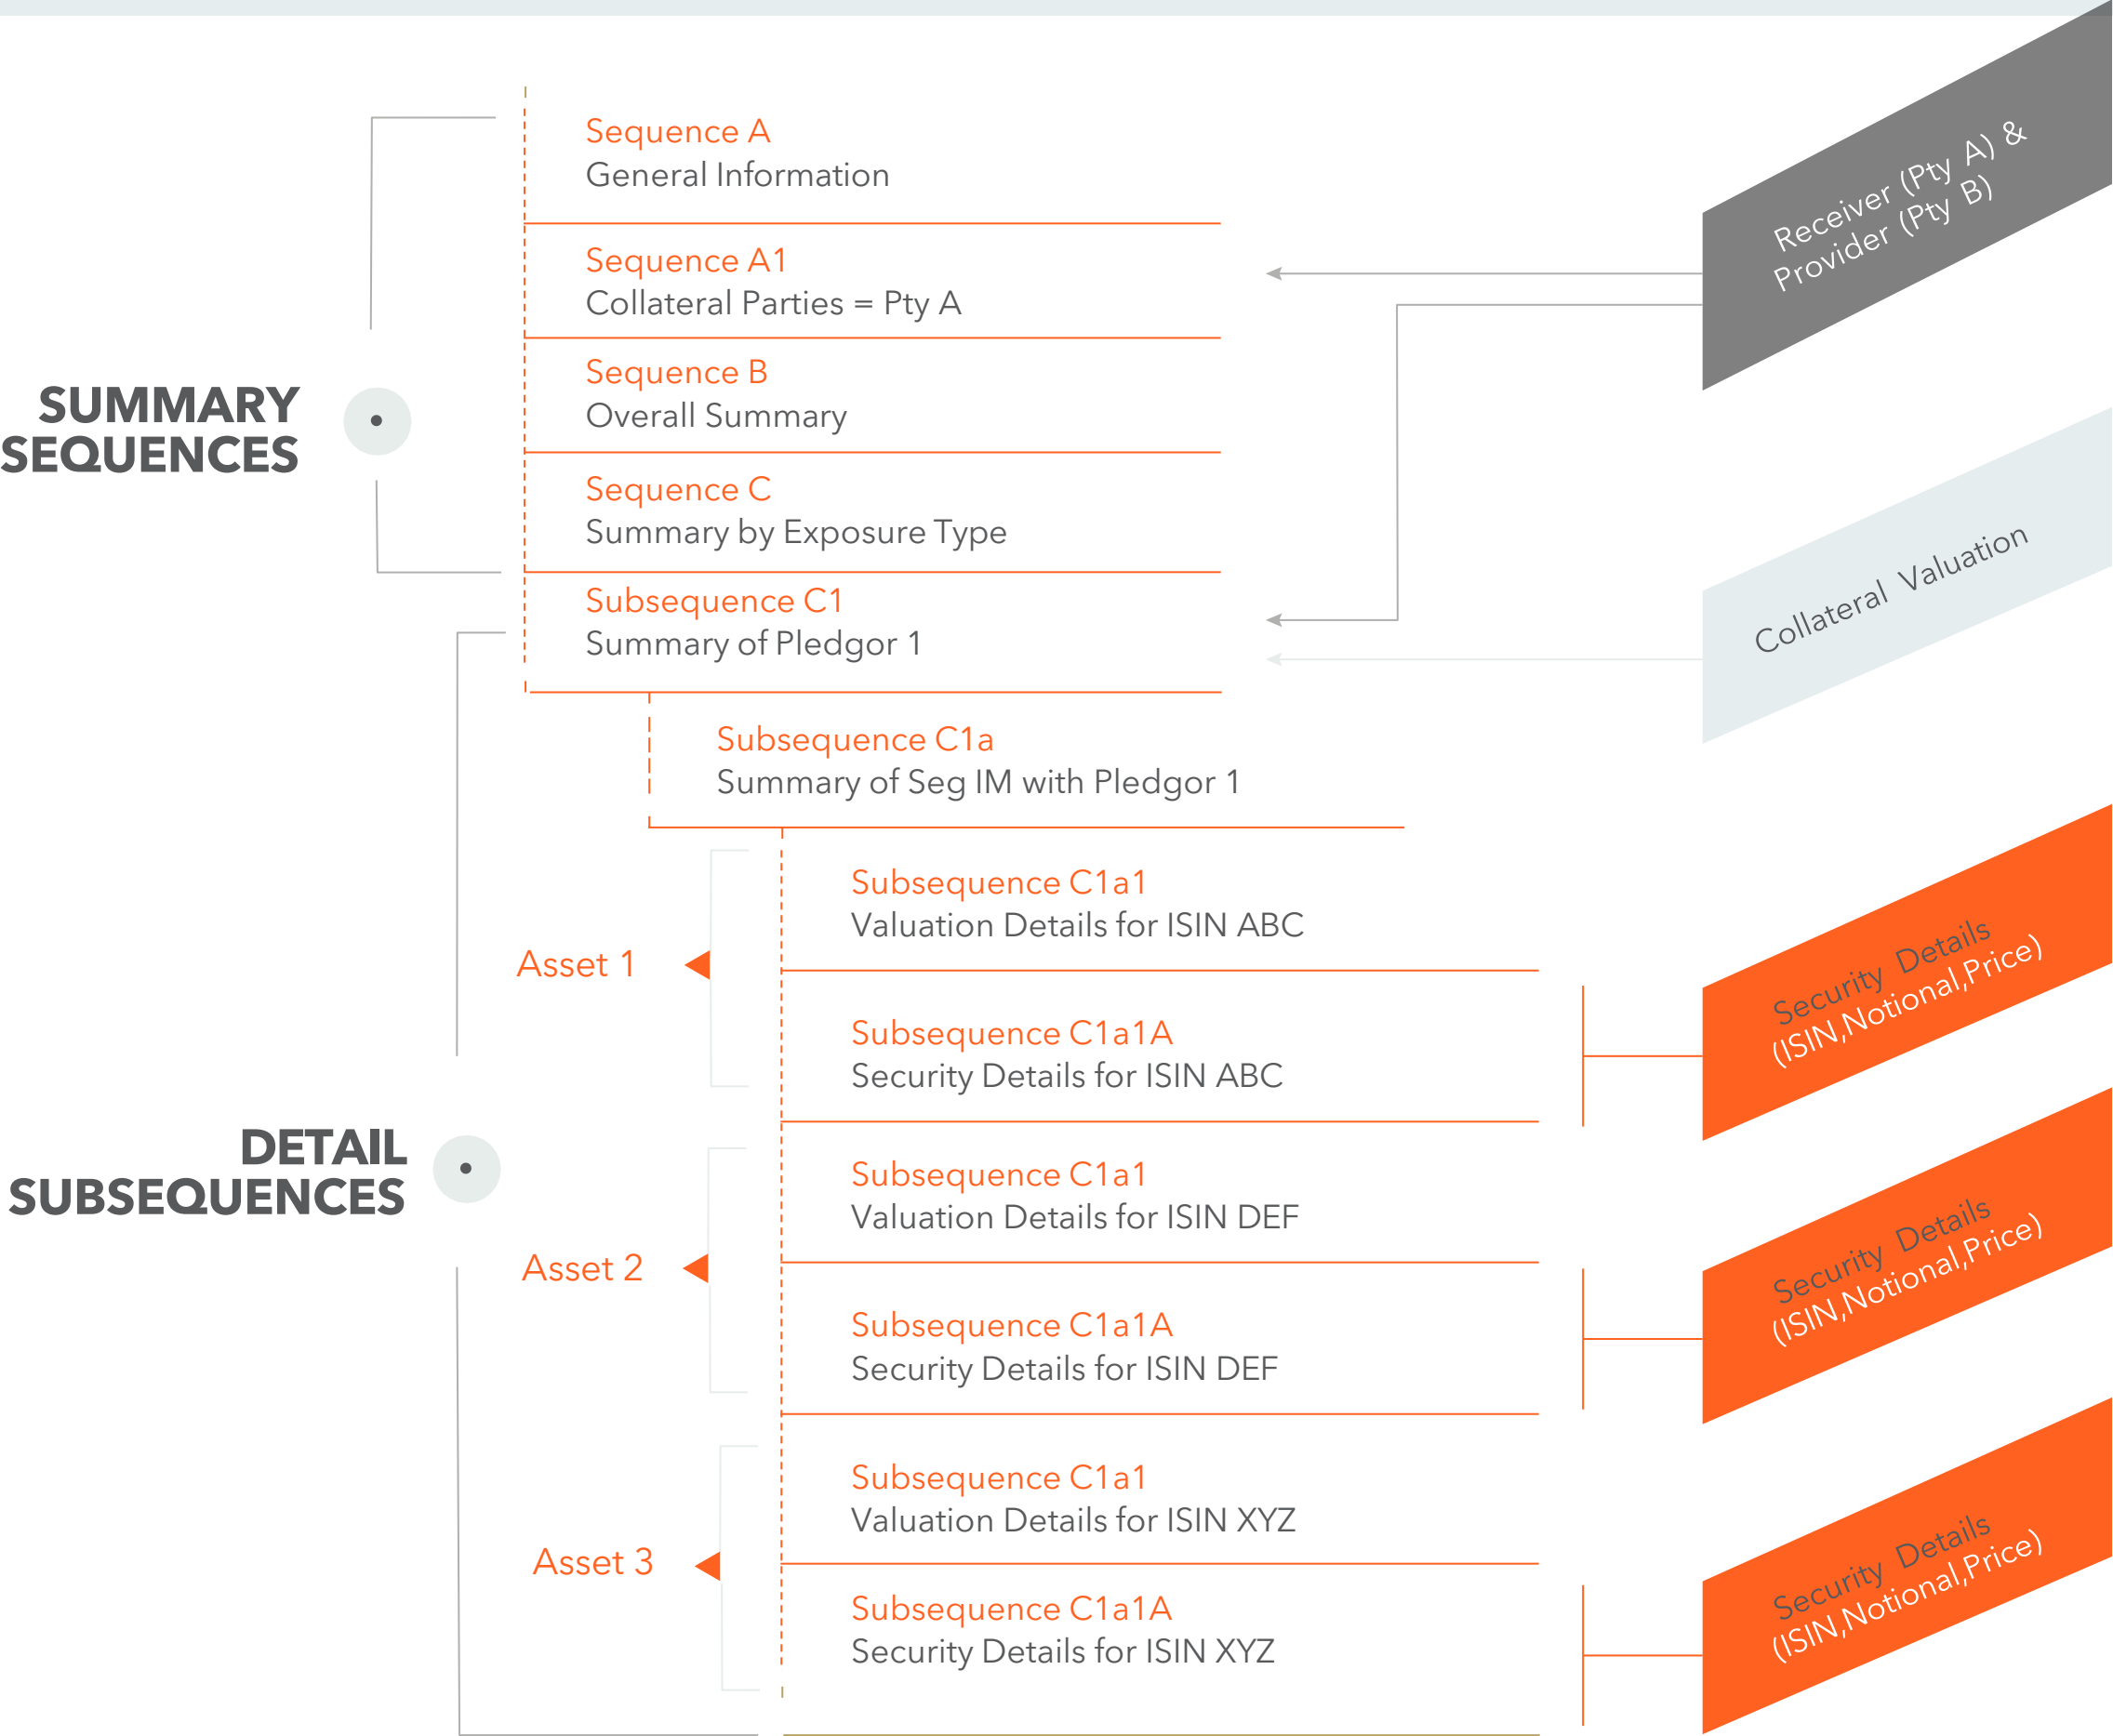 Sequence A
General Information
Receiver (Pty A) &
Provider (Pty B)
Sequence A1
Collateral Parties = Pty A
SUMMARY
SEQUENCES
Sequence B
Overall Summary
Sequence C
Summary by Exposure Type
Subsequence C1
Summary of Pledgor 1
Collateral Valuation
Subsequence C1a
Summary of Seg IM with Pledgor 1
Asset 1
Subsequence C1a1
Valuation Details for ISIN ABC
Subsequence C1a1A
Security Details for ISIN ABC
Security Details
(ISIN,Notional,Price)
DETAIL
SUBSEQUENCES
Asset 2
Subsequence C1a1
Valuation Details for ISIN DEF
Subsequence C1a1A
Security Details for ISIN DEF
Security Details
(ISIN,Notional,Price)
Asset 3
Subsequence C1a1
Valuation Details for ISIN XYZ
Subsequence C1a1A
Security Details for ISIN XYZ
Security Details
(ISIN,Notional,Price)